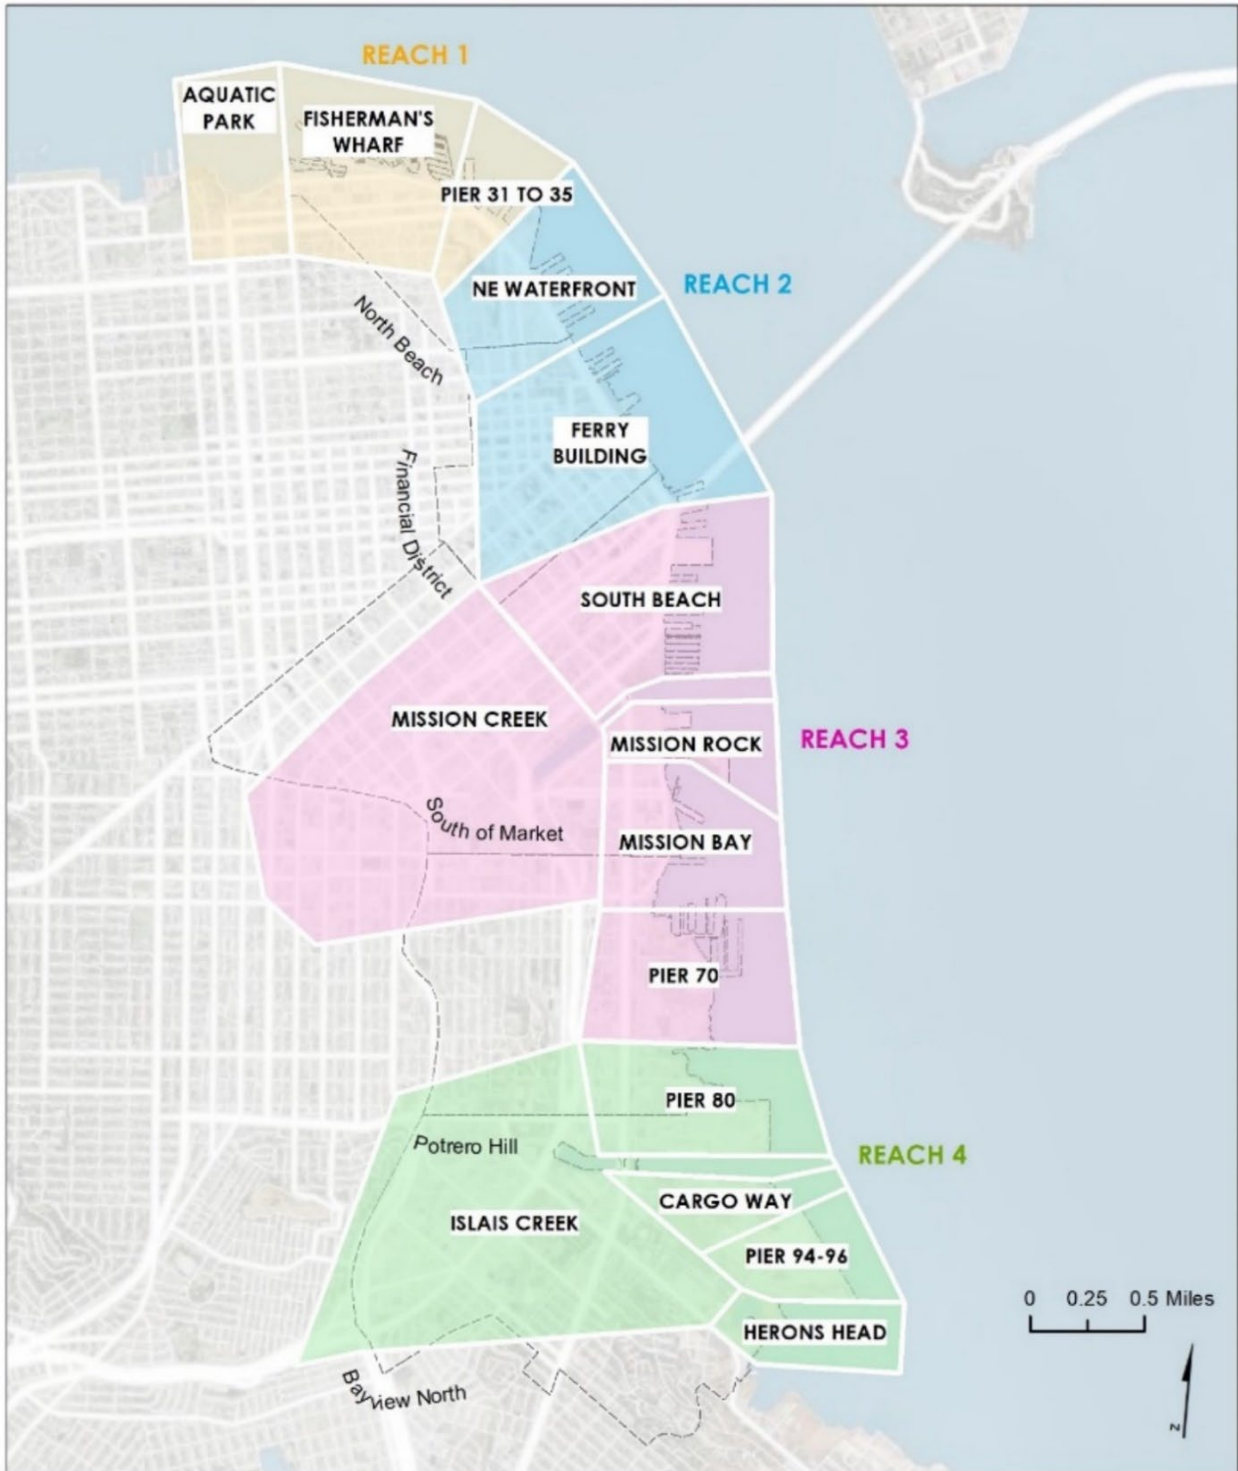 REACH 1
AQUATIC
PARK
FISHERMAN'S
WHARF
PIER 31 TO 35
NE WATERFRONT
REACH 2
North Beach
FERRY
BUILDING
Financial District
SOUTH BEACH
MISSION CREEK
MISSION ROCK
REACH 3
South of Market
MISSION BAY
PIER 70
PIER 80
Potrero Hill
REACH 4
CARGO WAY
ISLAIS CREEK
PIER 94-96
0 0.25 0.5 Miles
HERONS HEAD
Bayview North
N